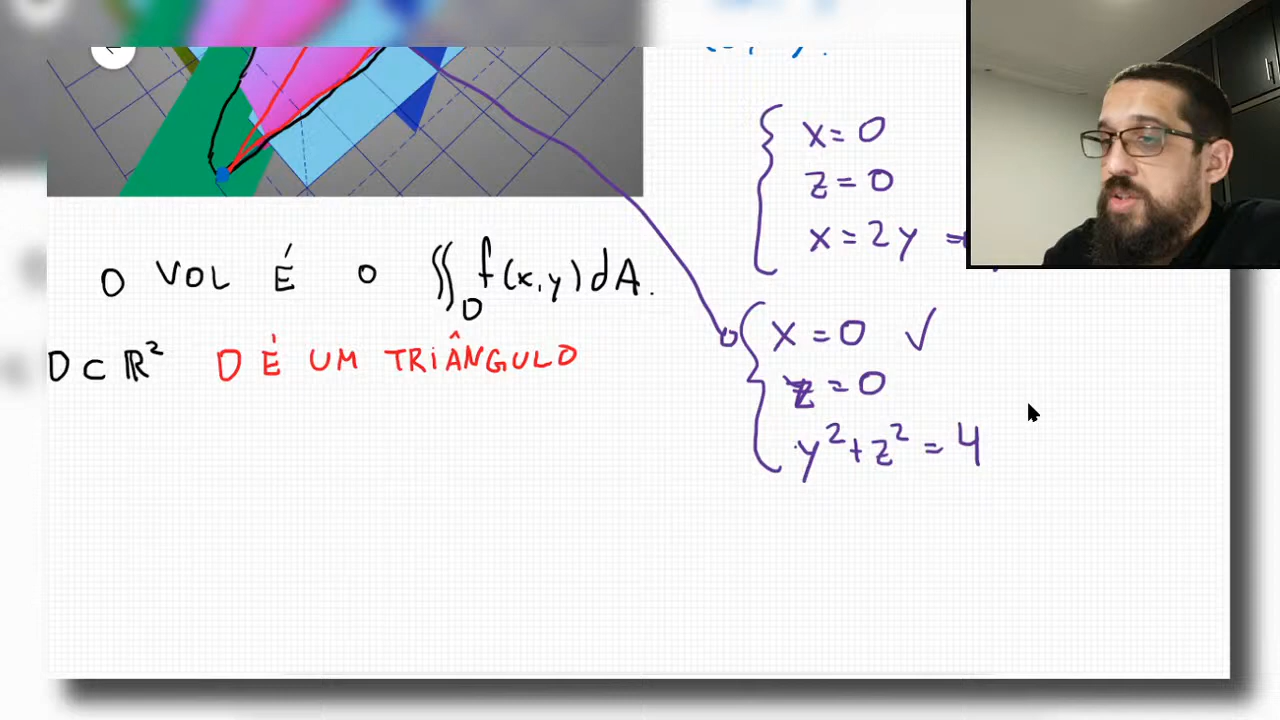 x = 0
z = 0
x = 2y ⇒
O VOL É O ∬_D f(x,y) dA.
D ⊂ ℝ² D É UM TRIÂNGULO
x = 0 ✓
z = 0
y² + z² = 4